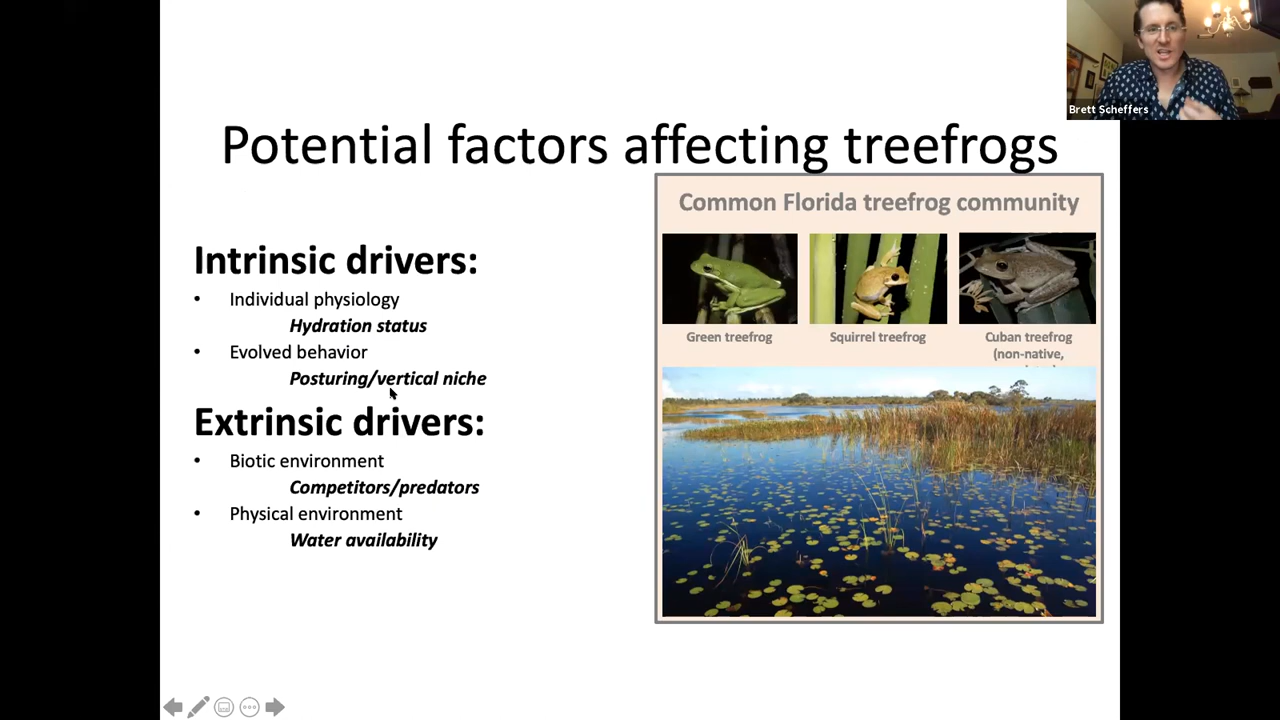 Brett Scheffers
Potential factors affecting treefrogs
Intrinsic drivers:
• Individual physiology
Hydration status
• Evolved behavior
Posturing/vertical niche
Extrinsic drivers:
• Biotic environment
Competitors/predators
• Physical environment
Water availability
Common Florida treefrog community
Green treefrog
Squirrel treefrog
Cuban treefrog
(non-native,